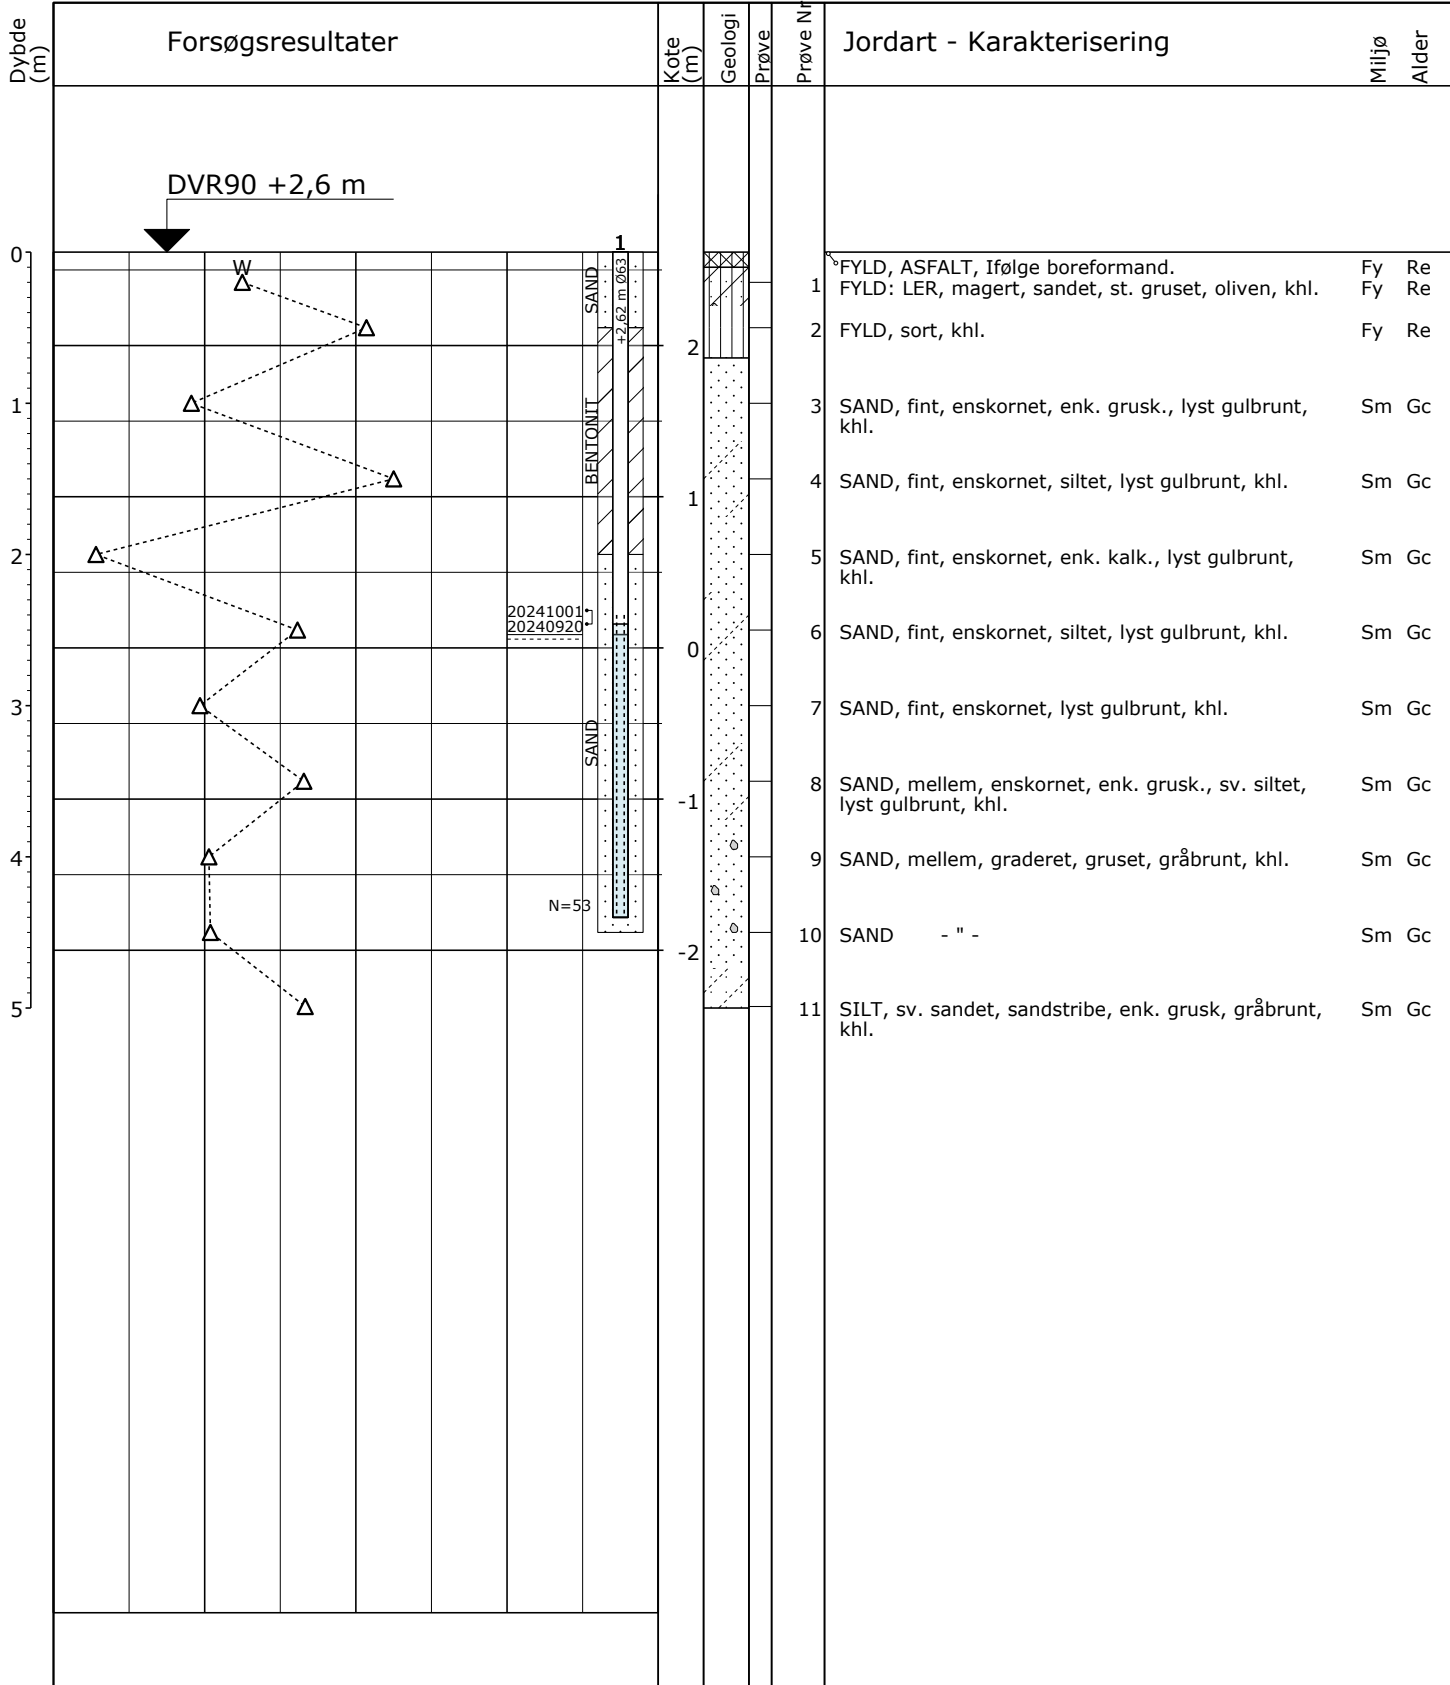 Dybde (m)
Forsøgsresultater
Kote (m)
Geologi
Prøve
Prøve Nr
Jordart - Karakterisering
Miljø
Alder
DVR90 +2,6 m
0
1
2
3
4
5
W
1
+2,62 m Ø63
SAND
BENTONIT
SAND
20241001
20240920
N=53
2
1
0
-1
-2
FYLD, ASFALT, Ifølge boreformand. Fy Re
1 FYLD: LER, magert, sandet, st. gruset, oliven, khl. Fy Re
2 FYLD, sort, khl. Fy Re
3 SAND, fint, enskornet, enk. grusk., lyst gulbrunt, Sm Gc
khl.
4 SAND, fint, enskornet, siltet, lyst gulbrunt, khl. Sm Gc
5 SAND, fint, enskornet, enk. kalk., lyst gulbrunt, Sm Gc
khl.
6 SAND, fint, enskornet, siltet, lyst gulbrunt, khl. Sm Gc
7 SAND, fint, enskornet, lyst gulbrunt, khl. Sm Gc
8 SAND, mellem, enskornet, enk. grusk., sv. siltet, Sm Gc
lyst gulbrunt, khl.
9 SAND, mellem, graderet, gruset, gråbrunt, khl. Sm Gc
10 SAND - " - Sm Gc
11 SILT, sv. sandet, sandstribe, enk. grusk, gråbrunt, Sm Gc
khl.